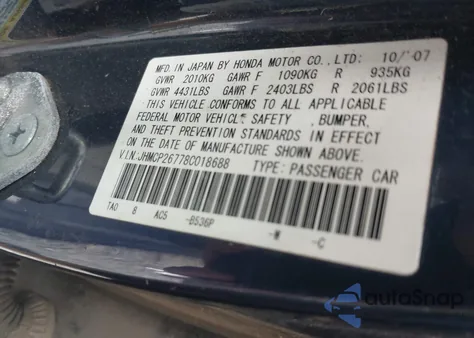 MFD. IN JAPAN BY HONDA MOTOR CO., LTD: 10/'07
GVWR 2010KG GAWR F 1090KG R 935KG
GVWR 4431LBS GAWR F 2403LBS R 2061LBS
THIS VEHICLE CONFORMS TO ALL APPLICABLE
FEDERAL MOTOR VEHICLE SAFETY , BUMPER,
AND THEFT PREVENTION STANDARDS IN EFFECT
ON THE DATE OF MANUFACTURE SHOWN ABOVE.
V.I.N:JHMCP26778C018688 TYPE: PASSENGER CAR
TAO 8 AC5 -B536P -W -C
autoSnap